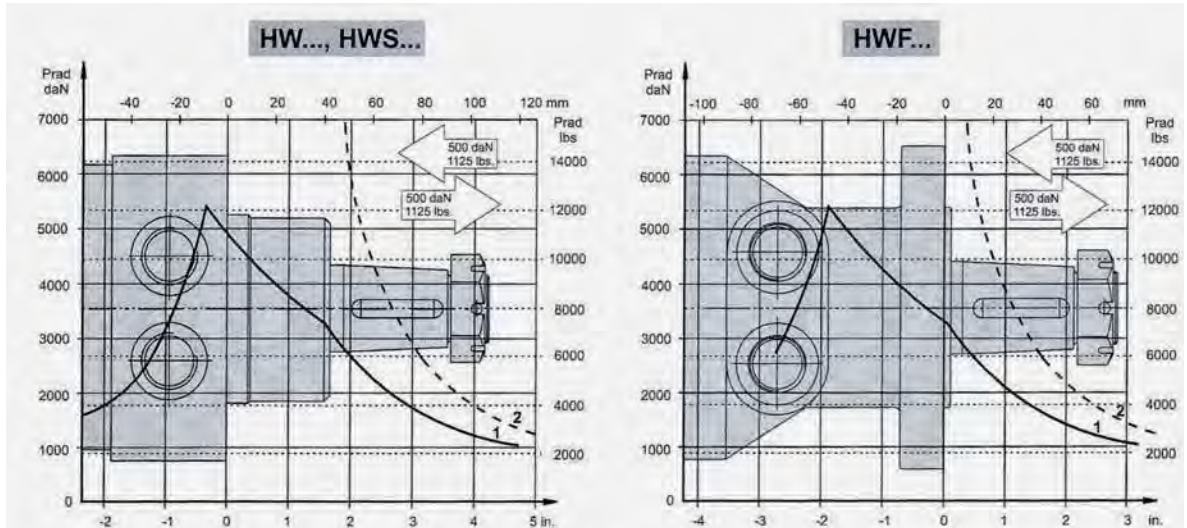 HW..., HWS...
Prad
daN
-40 -20 0 20 40 60 80 100 120 mm
7000
6000
5000
4000
3000
2000
1000
0
Prad
lbs
14000
12000
10000
8000
6000
4000
2000
500 daN
1125 lbs.
500 daN
1125 lbs.
1
2
-2 -1 0 1 2 3 4 5 in.
HWF...
Prad
daN
-100 -80 -60 -40 -20 0 20 40 60 mm
7000
6000
5000
4000
3000
2000
1000
0
Prad
lbs
14000
12000
10000
8000
6000
4000
2000
500 daN
1125 lbs.
500 daN
1125 lbs.
1
2
-4 -3 -2 -1 0 1 2 3 in.